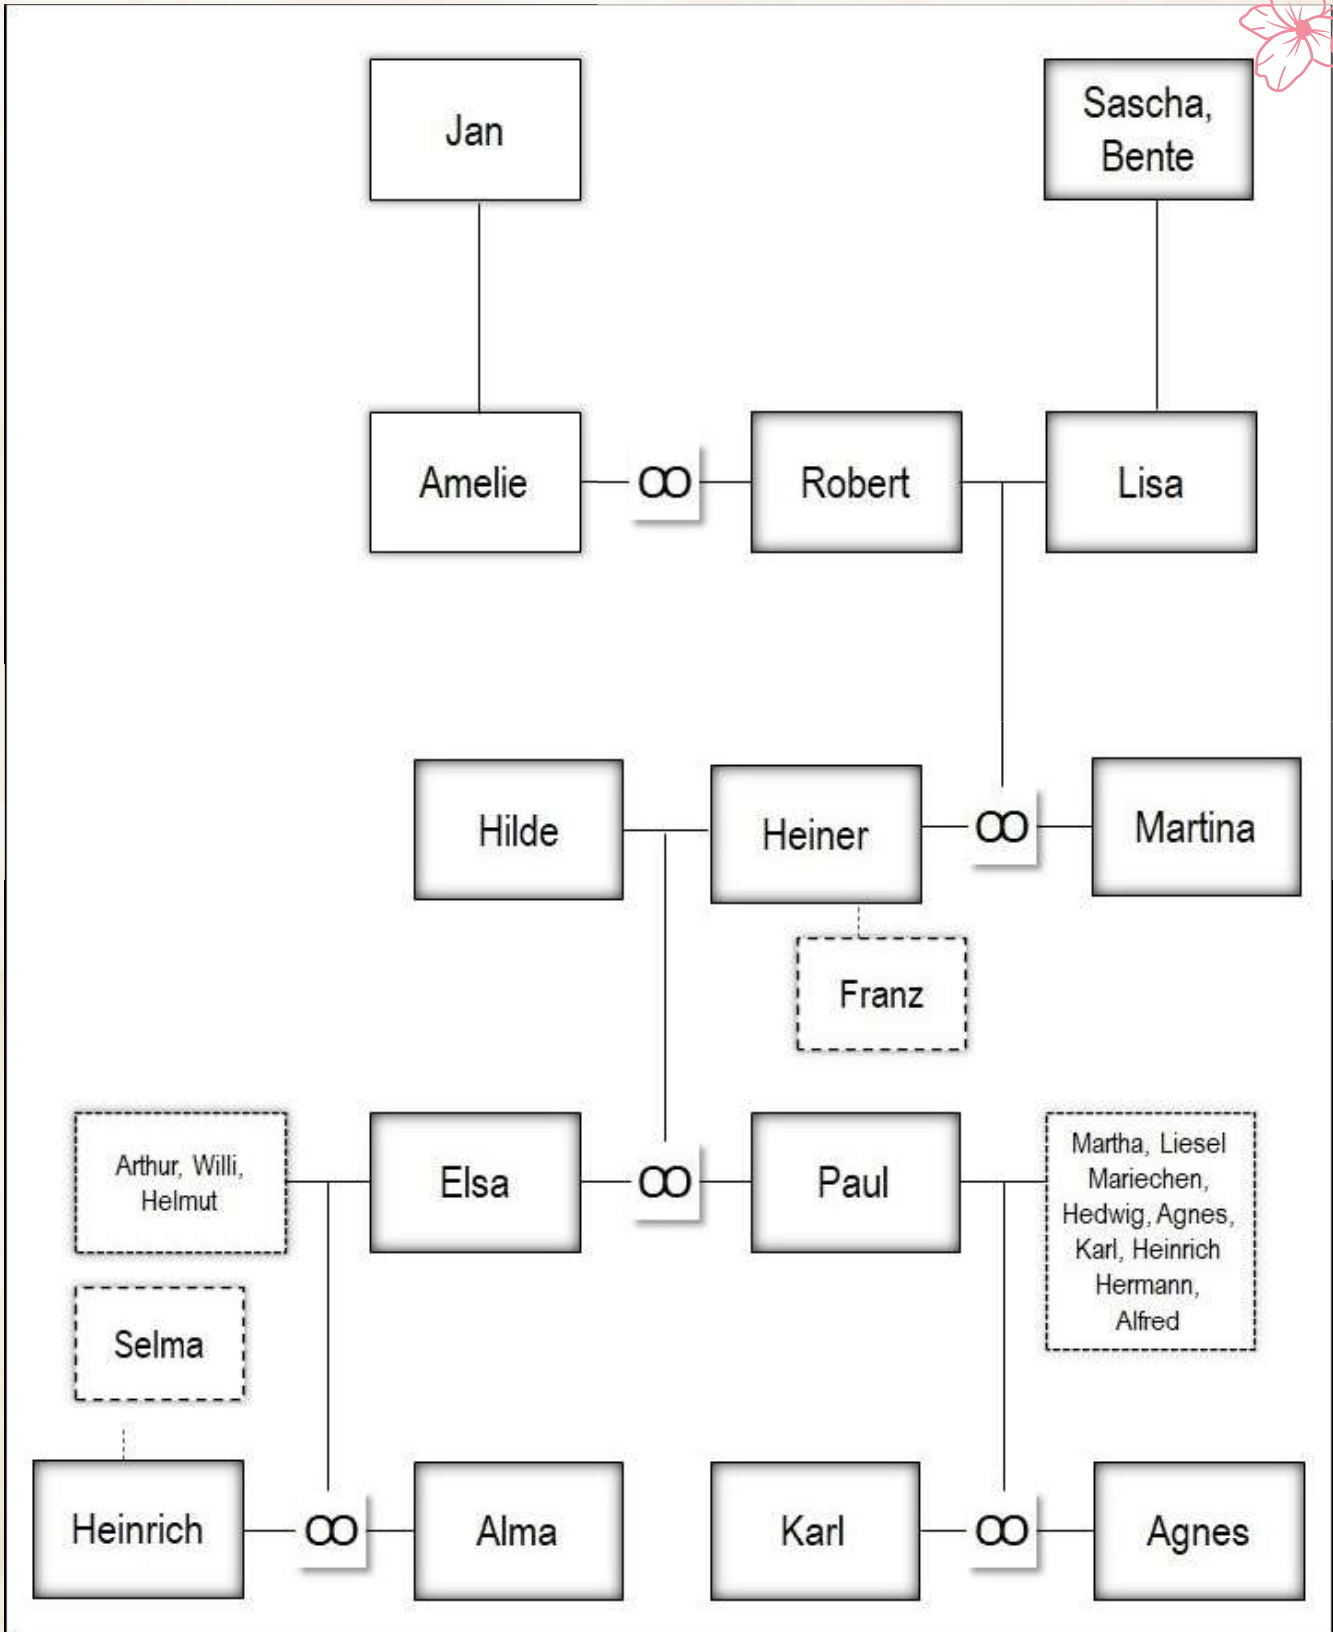 Jan
Sascha,
Bente
Amelie
Robert
Lisa
Hilde
Heiner
Martina
Franz
Arthur, Willi,
Helmut
Elsa
Paul
Martha, Liesel
Mariechen,
Hedwig, Agnes,
Karl, Heinrich
Hermann,
Alfred
Selma
Heinrich
Alma
Karl
Agnes